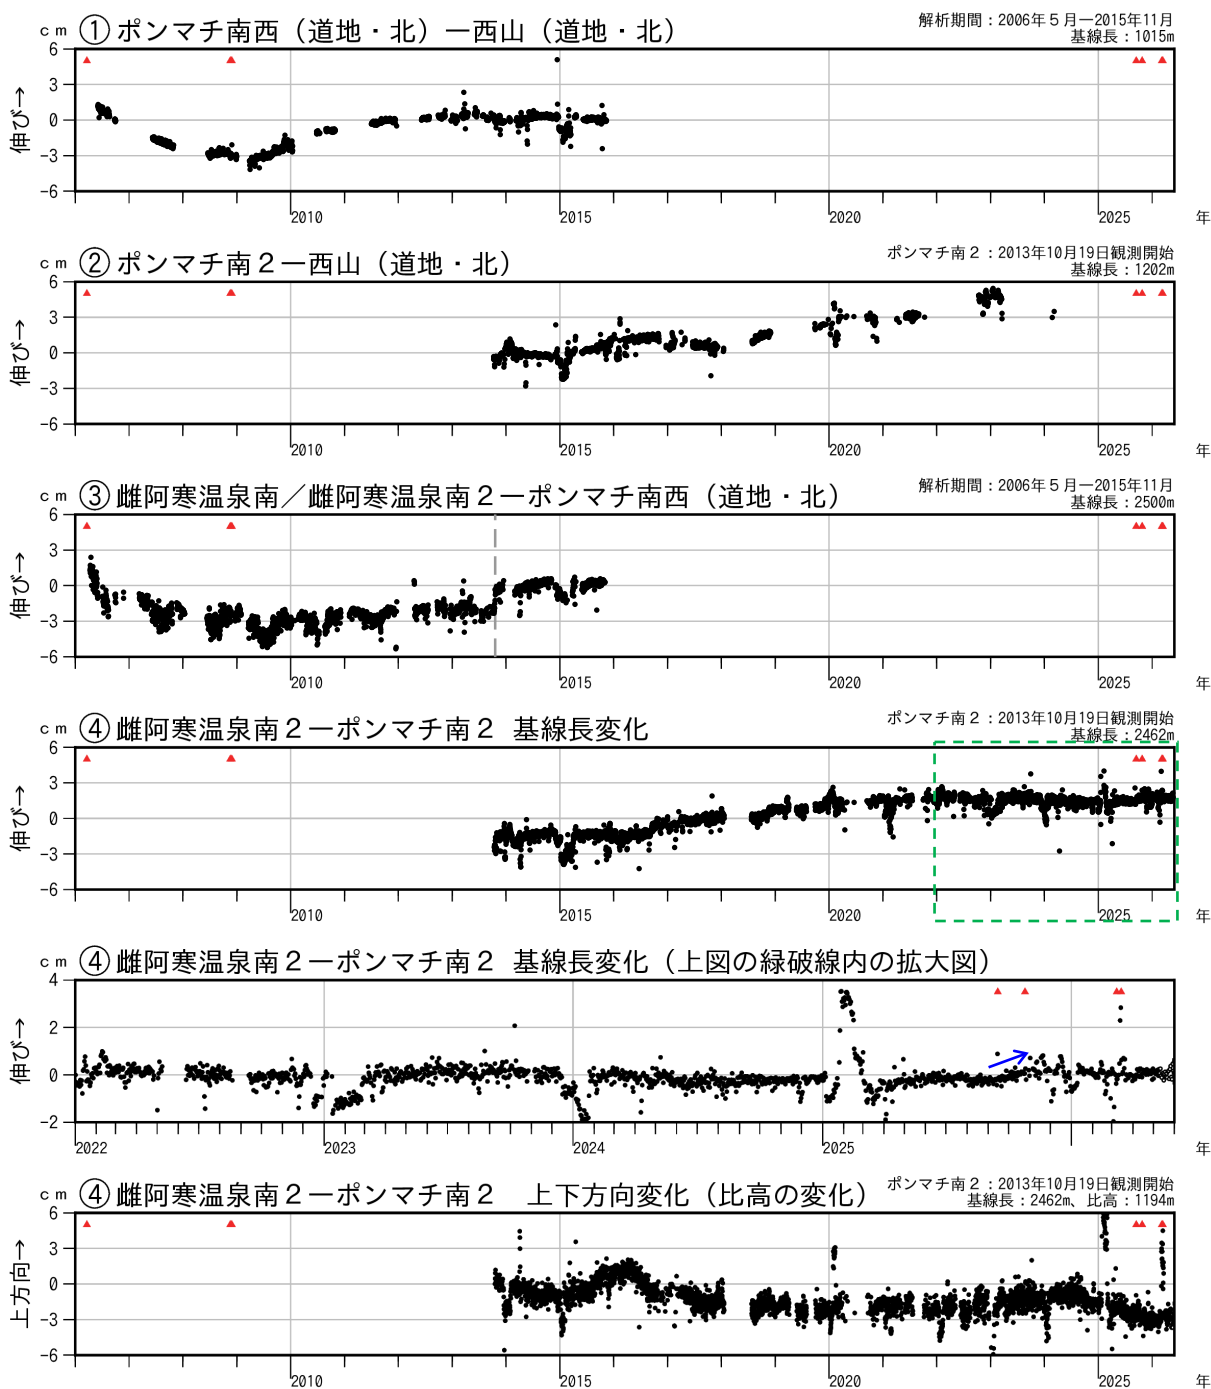 ① ポンマチ南西（道地・北）－西山（道地・北）
解析期間：2006年５月－2015年11月
基線長：1015m
ｃｍ
6
3
0
-3
-6
伸び→
2010 2015 2020 2025 年
② ポンマチ南２－西山（道地・北）
ポンマチ南２：2013年10月19日観測開始
基線長：1202m
ｃｍ
6
3
0
-3
-6
伸び→
2010 2015 2020 2025 年
③ 雌阿寒温泉南／雌阿寒温泉南２－ポンマチ南西（道地・北）
解析期間：2006年５月－2015年11月
基線長：2500m
ｃｍ
6
3
0
-3
-6
伸び→
2010 2015 2020 2025 年
④ 雌阿寒温泉南２－ポンマチ南２ 基線長変化
ポンマチ南２：2013年10月19日観測開始
基線長：2462m
ｃｍ
6
3
0
-3
-6
伸び→
2010 2015 2020 2025 年
④ 雌阿寒温泉南２－ポンマチ南２ 基線長変化（上図の緑破線内の拡大図）
ｃｍ
4
2
0
-2
伸び→
2022 2023 2024 2025 年
④ 雌阿寒温泉南２－ポンマチ南２　上下方向変化（比高の変化）
ポンマチ南２：2013年10月19日観測開始
基線長：2462m、比高：1194m
ｃｍ
6
3
0
-3
-6
上方向→
2010 2015 2020 2025 年